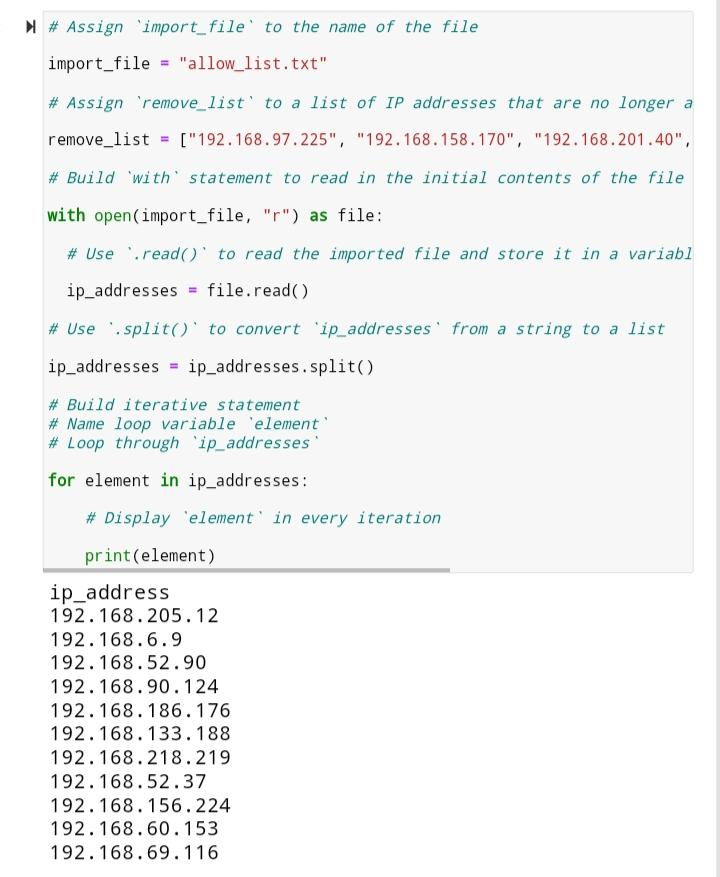 # Assign `import_file` to the name of the file
import_file = "allow_list.txt"
# Assign `remove_list` to a list of IP addresses that are no longer a
remove_list = ["192.168.97.225", "192.168.158.170", "192.168.201.40",
# Build `with` statement to read in the initial contents of the file
with open(import_file, "r") as file:
# Use `.read()` to read the imported file and store it in a variabl
ip_addresses = file.read()
# Use `.split()` to convert `ip_addresses` from a string to a list
ip_addresses = ip_addresses.split()
# Build iterative statement
# Name loop variable `element`
# Loop through `ip_addresses`
for element in ip_addresses:
# Display `element` in every iteration
print(element)
ip_address
192.168.205.12
192.168.6.9
192.168.52.90
192.168.90.124
192.168.186.176
192.168.133.188
192.168.218.219
192.168.52.37
192.168.156.224
192.168.60.153
192.168.69.116